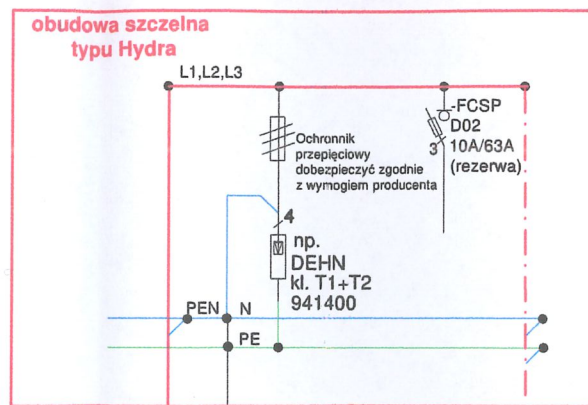 obudowa szczelna
typu Hydra
L1,L2,L3
-FCSP
D02
10A/63A
(rezerwa)
3
Ochronnik
przepięciowy
dobezpieczyć zgodnie
z wymogiem producenta
4
np.
DEHN
kl. T1+T2
941400
PEN
N
PE